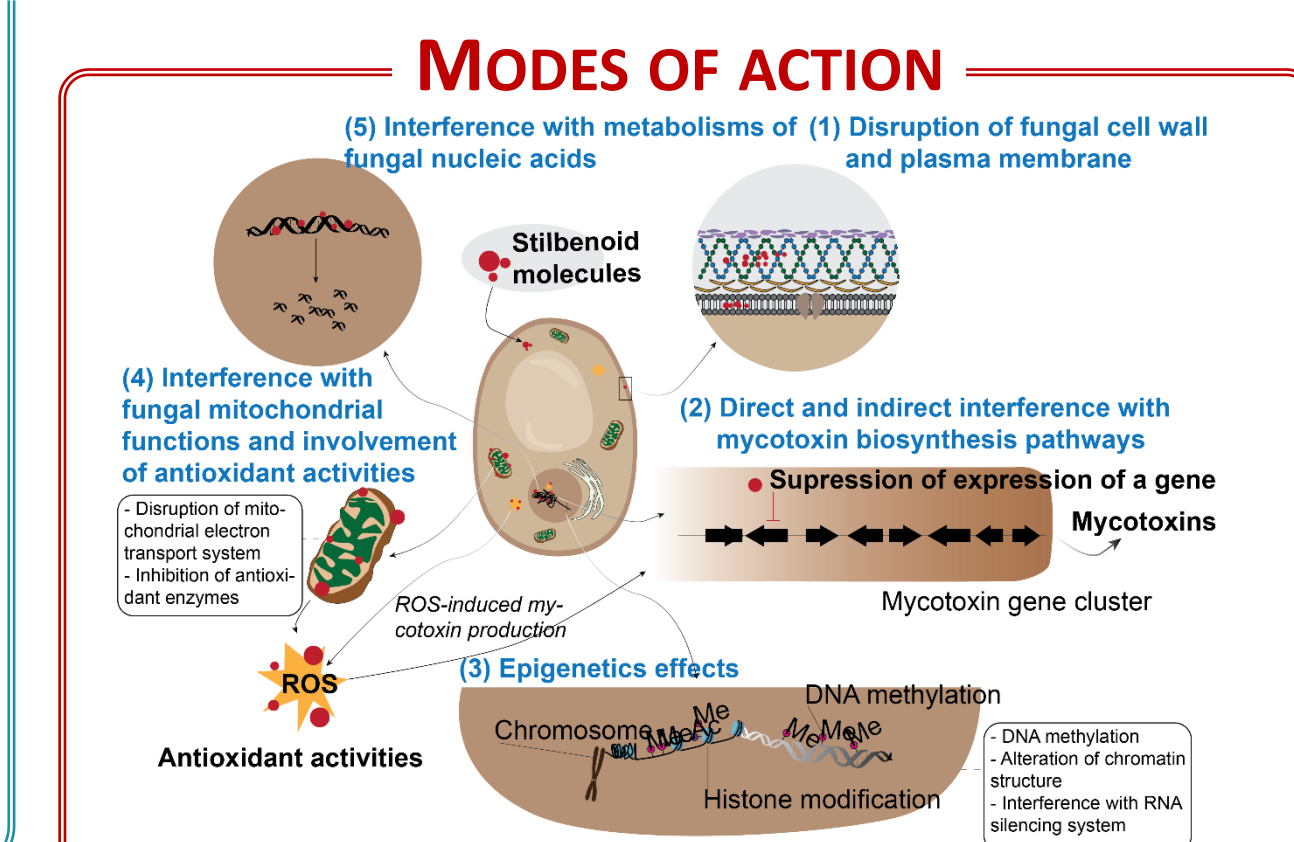 MODES OF ACTION
(5) Interference with metabolisms of
fungal nucleic acids
(1) Disruption of fungal cell wall
and plasma membrane
Stilbenoid
molecules
(4) Interference with
fungal mitochondrial
functions and involvement
of antioxidant activities
- Disruption of mito-
chondrial electron
transport system
- Inhibition of antioxi-
dant enzymes
(2) Direct and indirect interference with
mycotoxin biosynthesis pathways
Supression of expression of a gene
Mycotoxins
Mycotoxin gene cluster
ROS-induced my-
cotoxin production
ROS
Antioxidant activities
(3) Epigenetics effects
DNA methylation
Chromosome
Me
Me
Me
Ac
Me
Me
Me
Histone modification
- DNA methylation
- Alteration of chromatin
structure
- Interference with RNA
silencing system